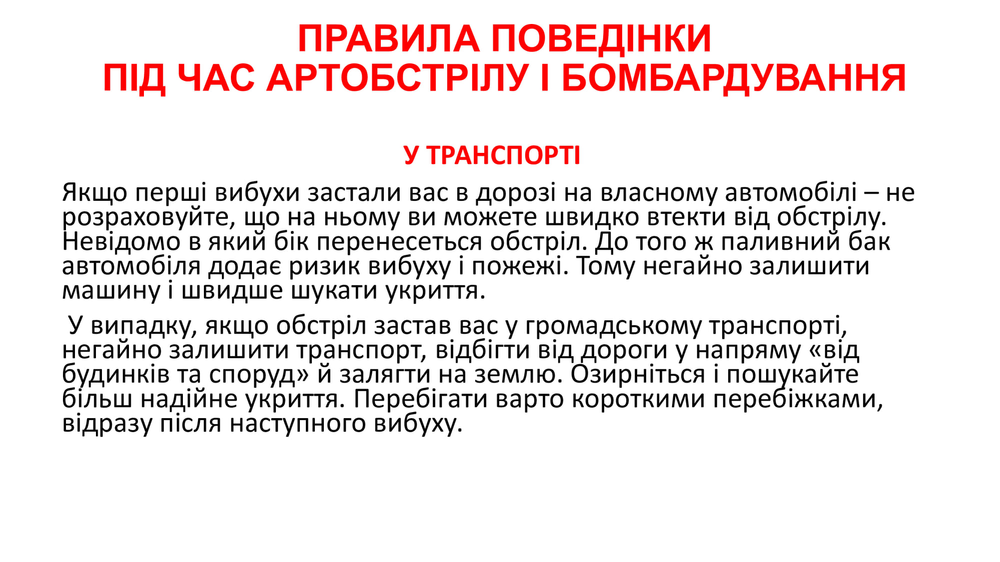 ПРАВИЛА ПОВЕДІНКИ
ПІД ЧАС АРТОБСТРІЛУ І БОМБАРДУВАННЯ
У ТРАНСПОРТІ
Якщо перші вибухи застали вас в дорозі на власному автомобілі – не
розраховуйте, що на ньому ви можете швидко втекти від обстрілу.
Невідомо в який бік перенесеться обстріл. До того ж паливний бак
автомобіля додає ризик вибуху і пожежі. Тому негайно залишити
машину і швидше шукати укриття.
У випадку, якщо обстріл застав вас у громадському транспорті,
негайно залишити транспорт, відбігти від дороги у напряму «від
будинків та споруд» й залягти на землю. Озирніться і пошукайте
більш надійне укриття. Перебігати варто короткими перебіжками,
відразу після наступного вибуху.